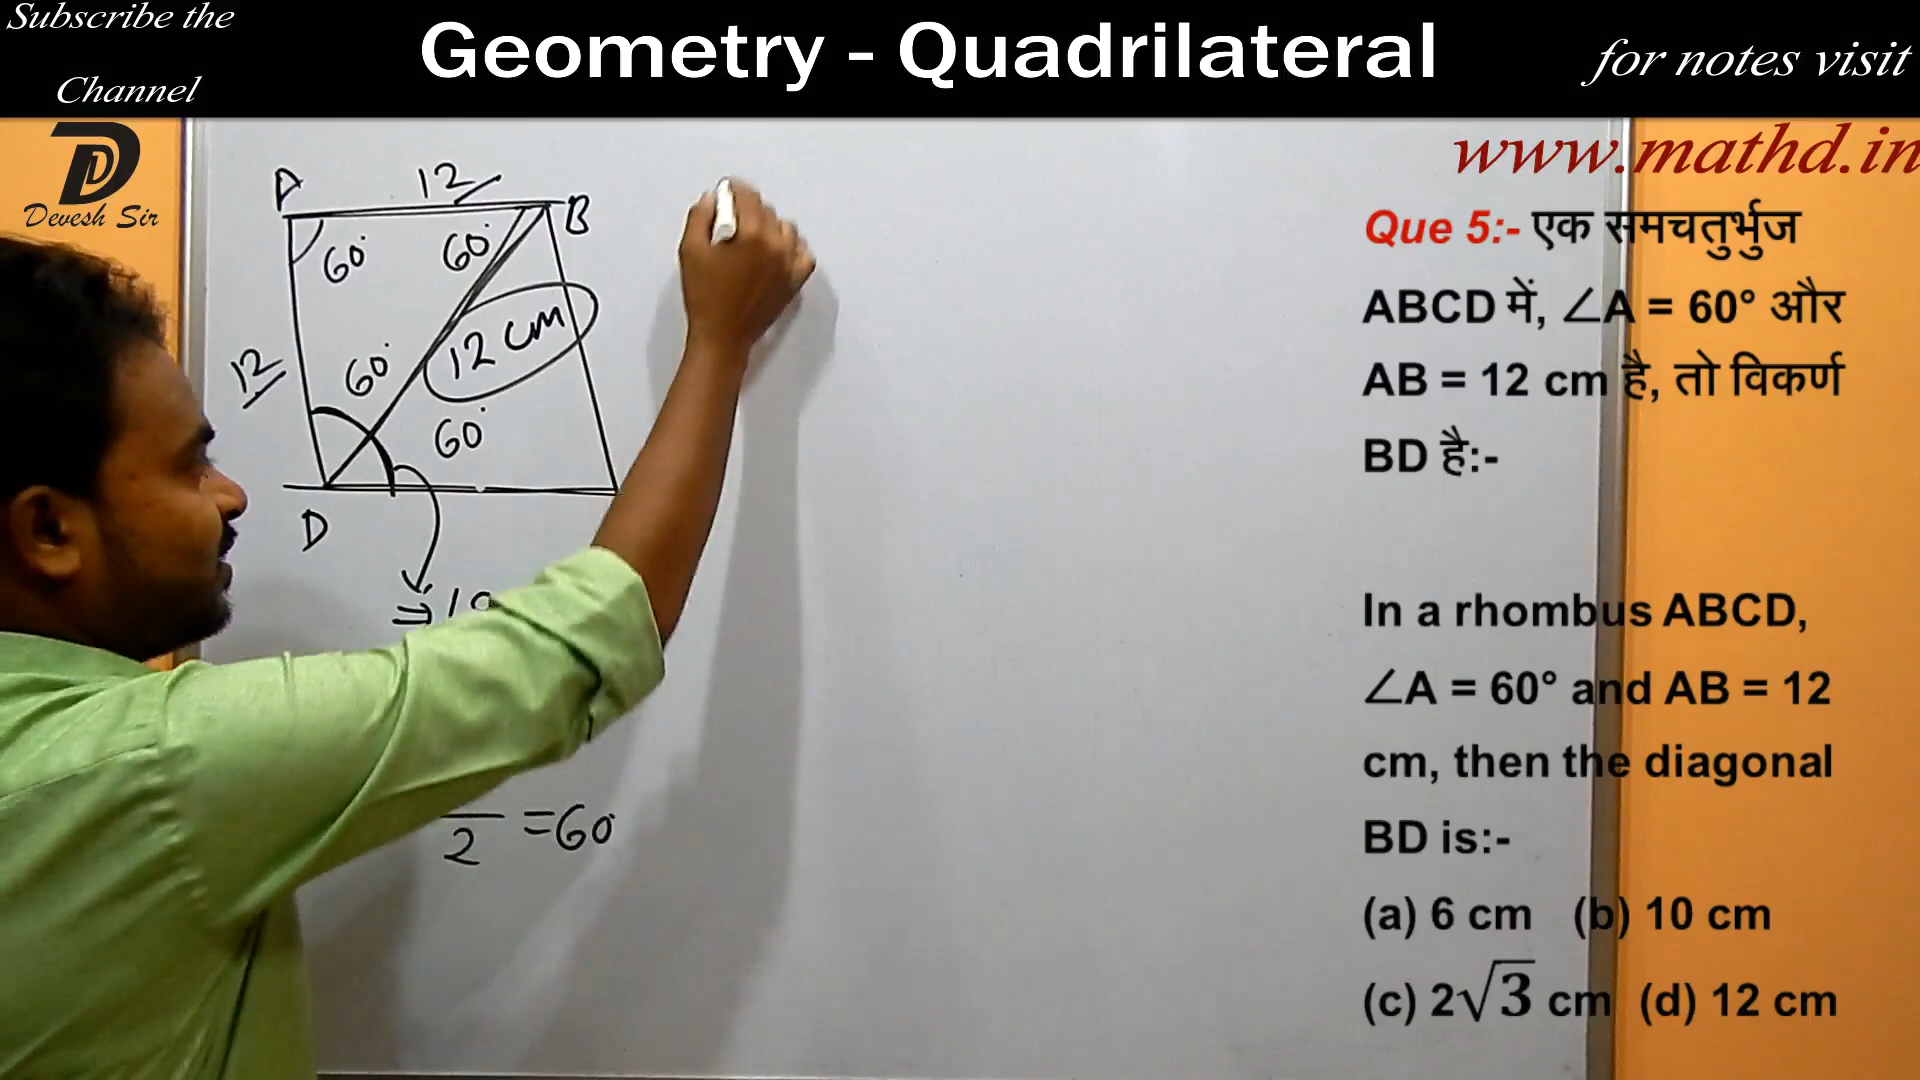 Subscribe the
Channel
Geometry - Quadrilateral
for notes visit
www.mathd.in
D
Devesh Sir
Que 5:- एक समचतुर्भुज
ABCD में, ∠A = 60° और
AB = 12 cm है, तो विकर्ण
BD है:-
In a rhombus ABCD,
∠A = 60° and AB = 12
cm, then the diagonal
BD is:-
(a) 6 cm (b) 10 cm
(c) 2√3 cm (d) 12 cm
A 12 B
60° 60°
12 cm
12 60°
60°
D
2 = 60°